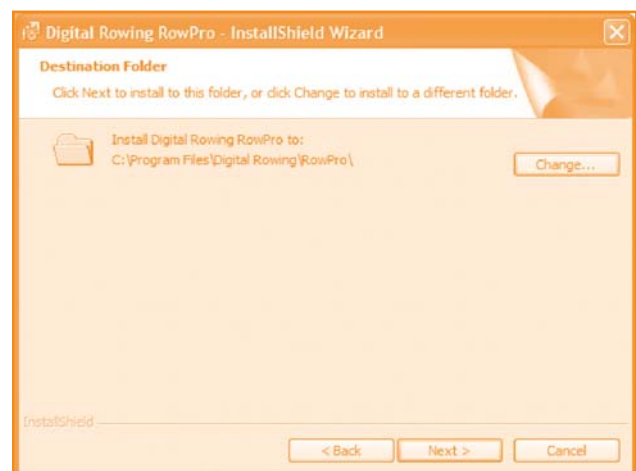 Digital Rowing RowPro - InstallShield Wizard
Destination Folder
Click Next to install to this folder, or click Change to install to a different folder.
Install Digital Rowing RowPro to:
C:\Program Files\Digital Rowing\RowPro\
Change...
InstallShield
< Back
Next >
Cancel